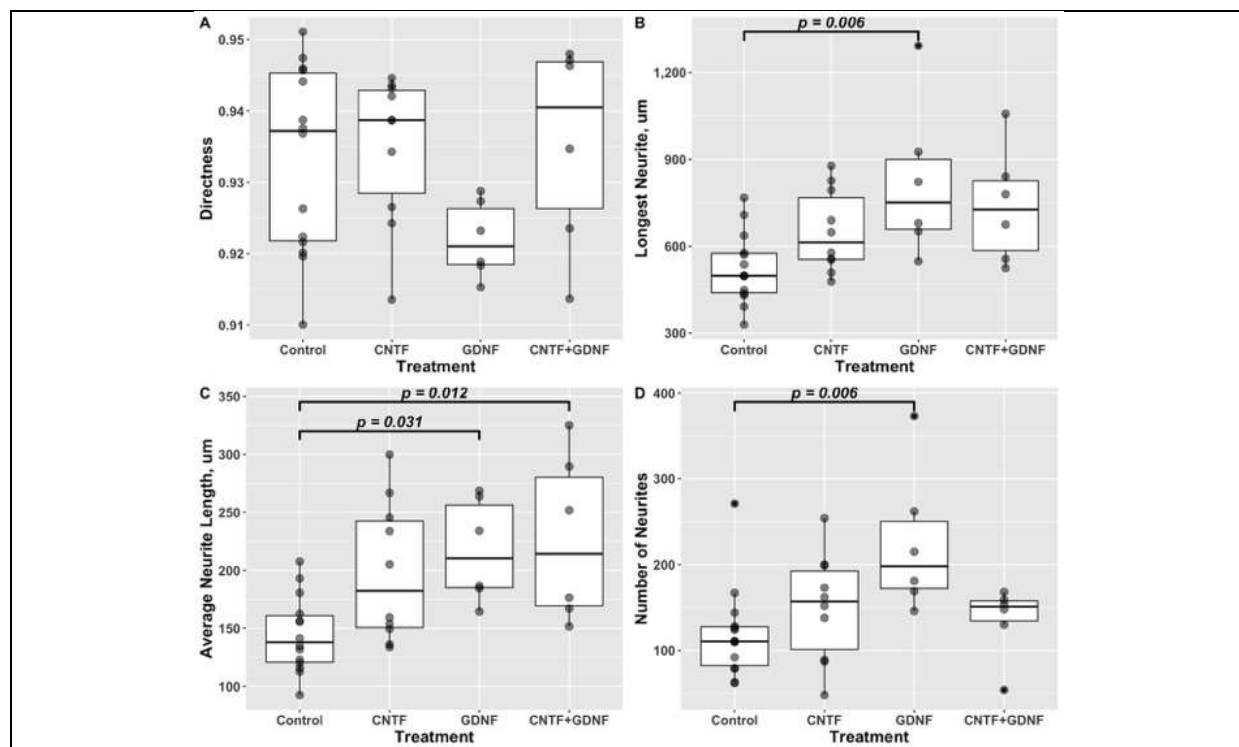 A
0.95
0.94
0.93
0.92
0.91
Directness
Control CNTF GDNF CNTF+GDNF
Treatment
B
p = 0.006
1,200
900
600
300
Longest Neurite, um
Control CNTF GDNF CNTF+GDNF
Treatment
C
p = 0.012
p = 0.031
350
300
250
200
150
100
Average Neurite Length, um
Control CNTF GDNF CNTF+GDNF
Treatment
D
p = 0.006
400
300
200
100
Number of Neurites
Control CNTF GDNF CNTF+GDNF
Treatment